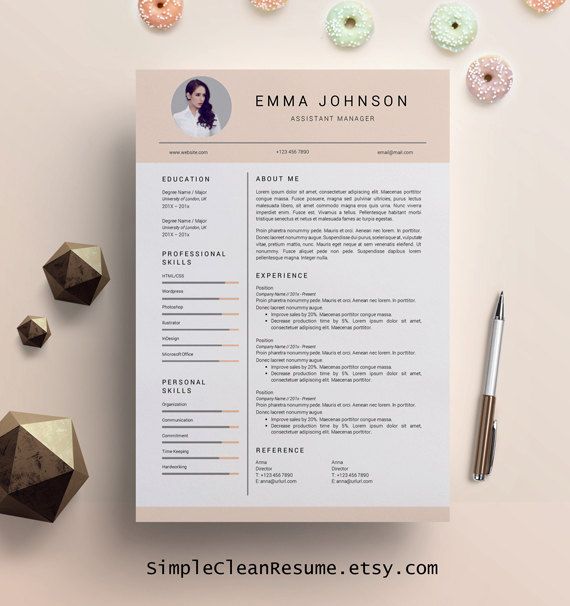 EMMA JOHNSON
ASSISTANT MANAGER
www.website.com +123 456 7890 email@mail.com
EDUCATION
Degree Name / Major
University of London, UK
201X – 201x
Degree Name / Major
University of London, UK
201X – 201x
PROFESSIONAL
SKILLS
HTML/CSS
Wordpress
Photoshop
Illustrator
InDesign
Microsoft Office
PERSONAL
SKILLS
Organization
Communication
Commitment
Time Keeping
Hardworking
ABOUT ME
Lorem ipsum dolor sit amet, consectetuer adipiscing elit. Maecenas porttitor
congue massa. Fusce posuere, magna sed pulvinar ultricies, purus lectus
malesuada libero, sit amet commodo magna eros quis urna. Nunc viverra
imperdiet enim. Fusce est. Vivamus a tellus. Pellentesque habitant morbi
tristique senectus et netus et malesuada fames ac turpis egestas.
Proin pharetra nonummy pede. Mauris et orci. Aenean nec lorem. In porttitor.
Donec laoreet nonummy augue. Suspendisse dui purus, scelerisque at, vulputate
vitae, pretium mattis, nunc. Mauris eget neque at sem venenatis eleifend. Ut
nonummy. Fusce aliquet pede non pede. Suspendisse dapibus lorem
pellentesque magna. Integer nulla.
EXPERIENCE
Position
Company Name // 201x - Present
Proin pharetra nonummy pede. Mauris et orci. Aenean nec lorem. In porttitor.
Donec laoreet nonummy augue.
• Improve sales by 20%. Maecenas porttitor congue massa.
• Decrease production time by 5%. Lorem ipsum dolor sit amet,
consectetuer adipiscing elit. Maecenas porttitor.
Position
Company Name // 201x - Present
Proin pharetra nonummy pede. Mauris et orci. Aenean nec lorem. In porttitor.
Donec laoreet nonummy augue
• Improve sales by 20%. Maecenas porttitor congue massa.
• Decrease production time by 5%. Lorem ipsum dolor sit amet,
consectetuer adipiscing elit. Maecenas porttitor.
Position
Company Name // 201x - Present
Proin pharetra nonummy pede. Mauris et orci. Aenean nec lorem. In porttitor.
Donec laoreet nonummy augue.
• Improve sales by 20%. Maecenas porttitor congue massa.
• Decrease production time by 5%. Lorem ipsum dolor sit amet,
consectetuer adipiscing elit. Maecenas porttitor.
REFERENCE
Anna
Director
T: +123 456 7890
E: anna@urlurl.com
Anna
Director
T: +123 456 7890
E: anna@urlurl.com
SimpleCleanResume.etsy.com